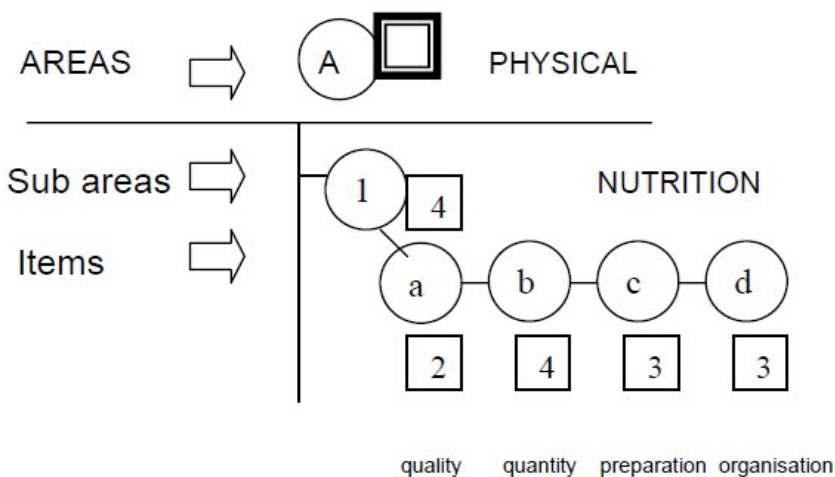 AREAS A PHYSICAL
Sub areas 1 4 NUTRITION
Items a b c d
2 4 3 3
quality quantity preparation organisation